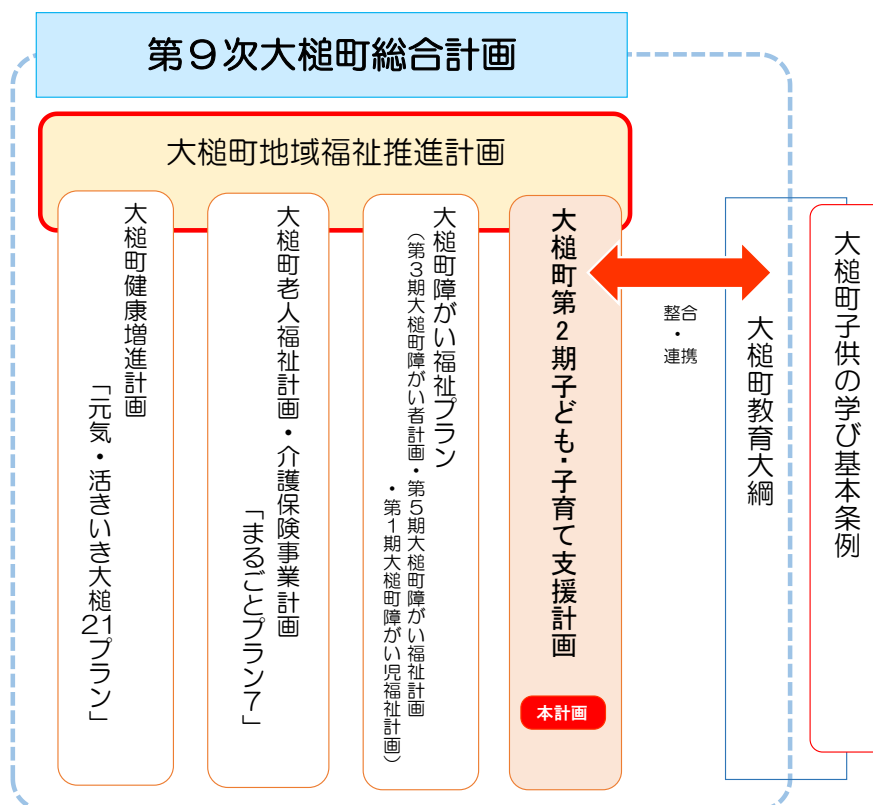 第９次大槌町総合計画
大槌町地域福祉推進計画
大槌町健康増進計画
「元気・活きいき大槌21プラン」
大槌町老人福祉計画・介護保険事業計画
「まるごとプラン７」
大槌町障がい福祉プラン
（第３期大槌町障がい者計画・第５期大槌町障がい福祉計画
・第１期大槌町障がい児福祉計画）
大槌町第２期子ども・子育て支援計画
本計画
整合
・
連携
大槌町教育大綱
大槌町子供の学び基本条例